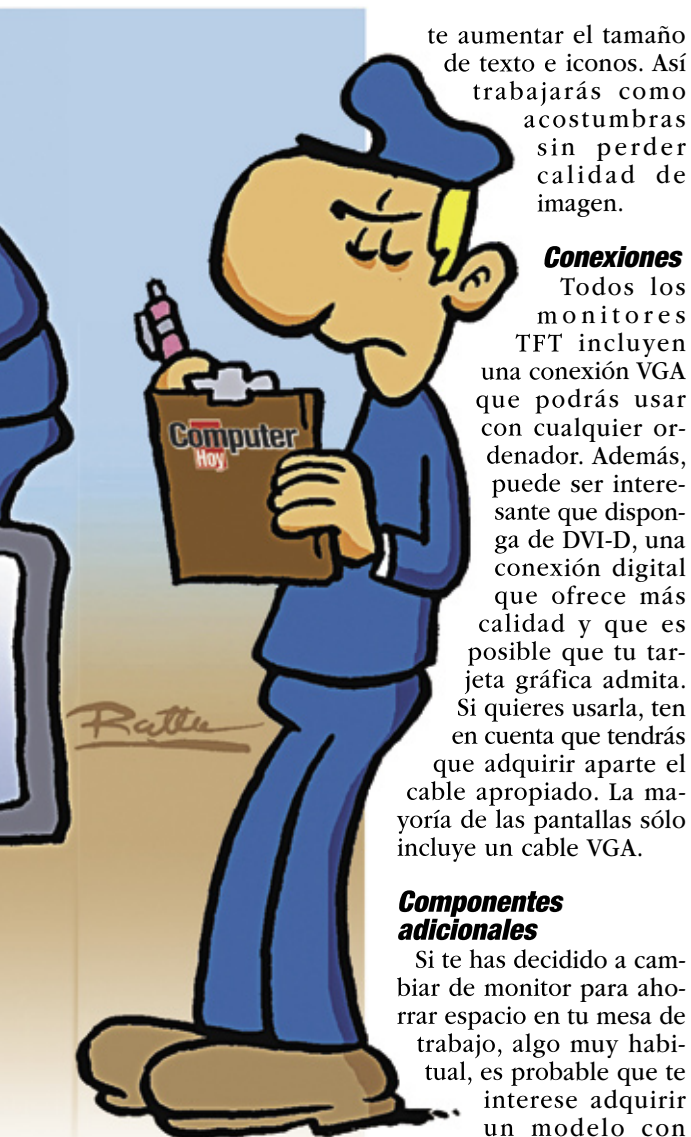 te aumentar el tamaño
de texto e iconos. Así
trabajarás como
acostumbras
sin perder
calidad de
imagen.
Conexiones
Todos los
monitores
TFT incluyen
una conexión VGA
que podrás usar
con cualquier or-
denador. Además,
puede ser intere-
sante que dispon-
ga de DVI-D, una
conexión digital
que ofrece más
calidad y que es
posible que tu tar-
jeta gráfica admita.
Si quieres usarla, ten
en cuenta que tendrás
que adquirir aparte el
cable apropiado. La ma-
yoría de las pantallas sólo
incluye un cable VGA.
Componentes
adicionales
Si te has decidido a cam-
biar de monitor para aho-
rrar espacio en tu mesa de
trabajo, algo muy habi-
tual, es probable que te
interese adquirir
un modelo con
Computer
Hoy